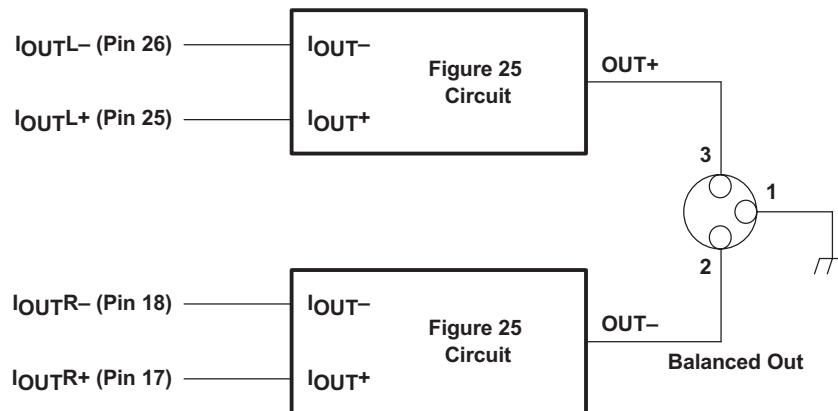 IOUTL– (Pin 26)
IOUT–
Figure 25
Circuit
OUT+
IOUTL+ (Pin 25)
IOUT+
3
1
2
IOUTR– (Pin 18)
IOUT–
Figure 25
Circuit
OUT–
Balanced Out
IOUTR+ (Pin 17)
IOUT+